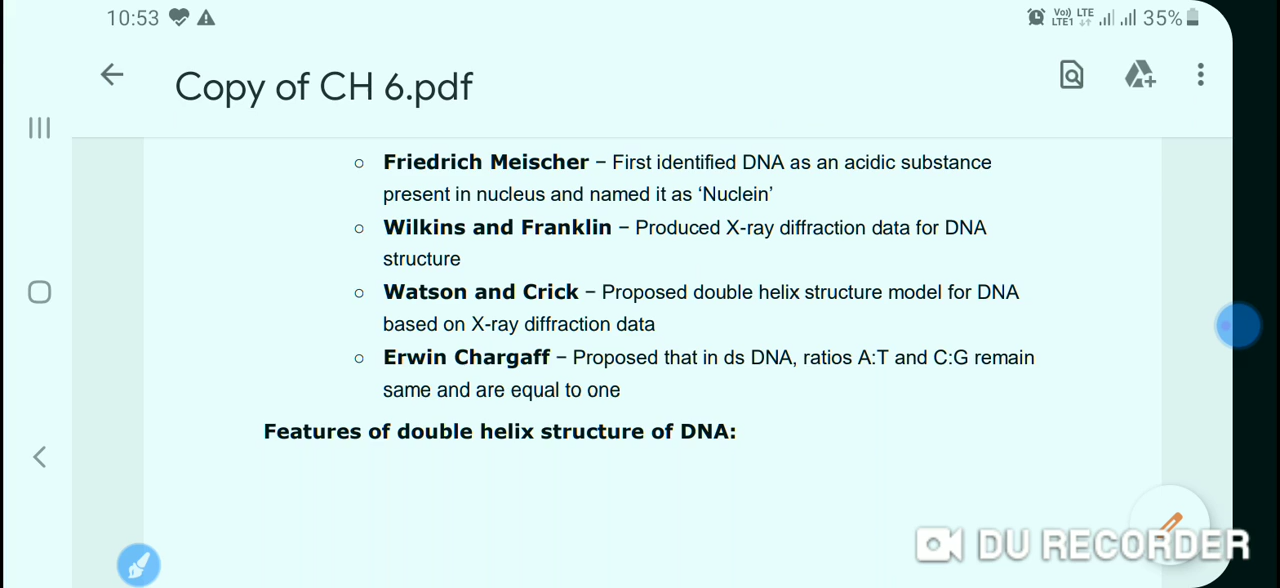 10:53
Vo)) LTE
LTE1
35%
Copy of CH 6.pdf
○ Friedrich Meischer – First identified DNA as an acidic substance
present in nucleus and named it as ‘Nuclein’
○ Wilkins and Franklin – Produced X-ray diffraction data for DNA
structure
○ Watson and Crick – Proposed double helix structure model for DNA
based on X-ray diffraction data
○ Erwin Chargaff – Proposed that in ds DNA, ratios A:T and C:G remain
same and are equal to one
Features of double helix structure of DNA:
DU RECORDER